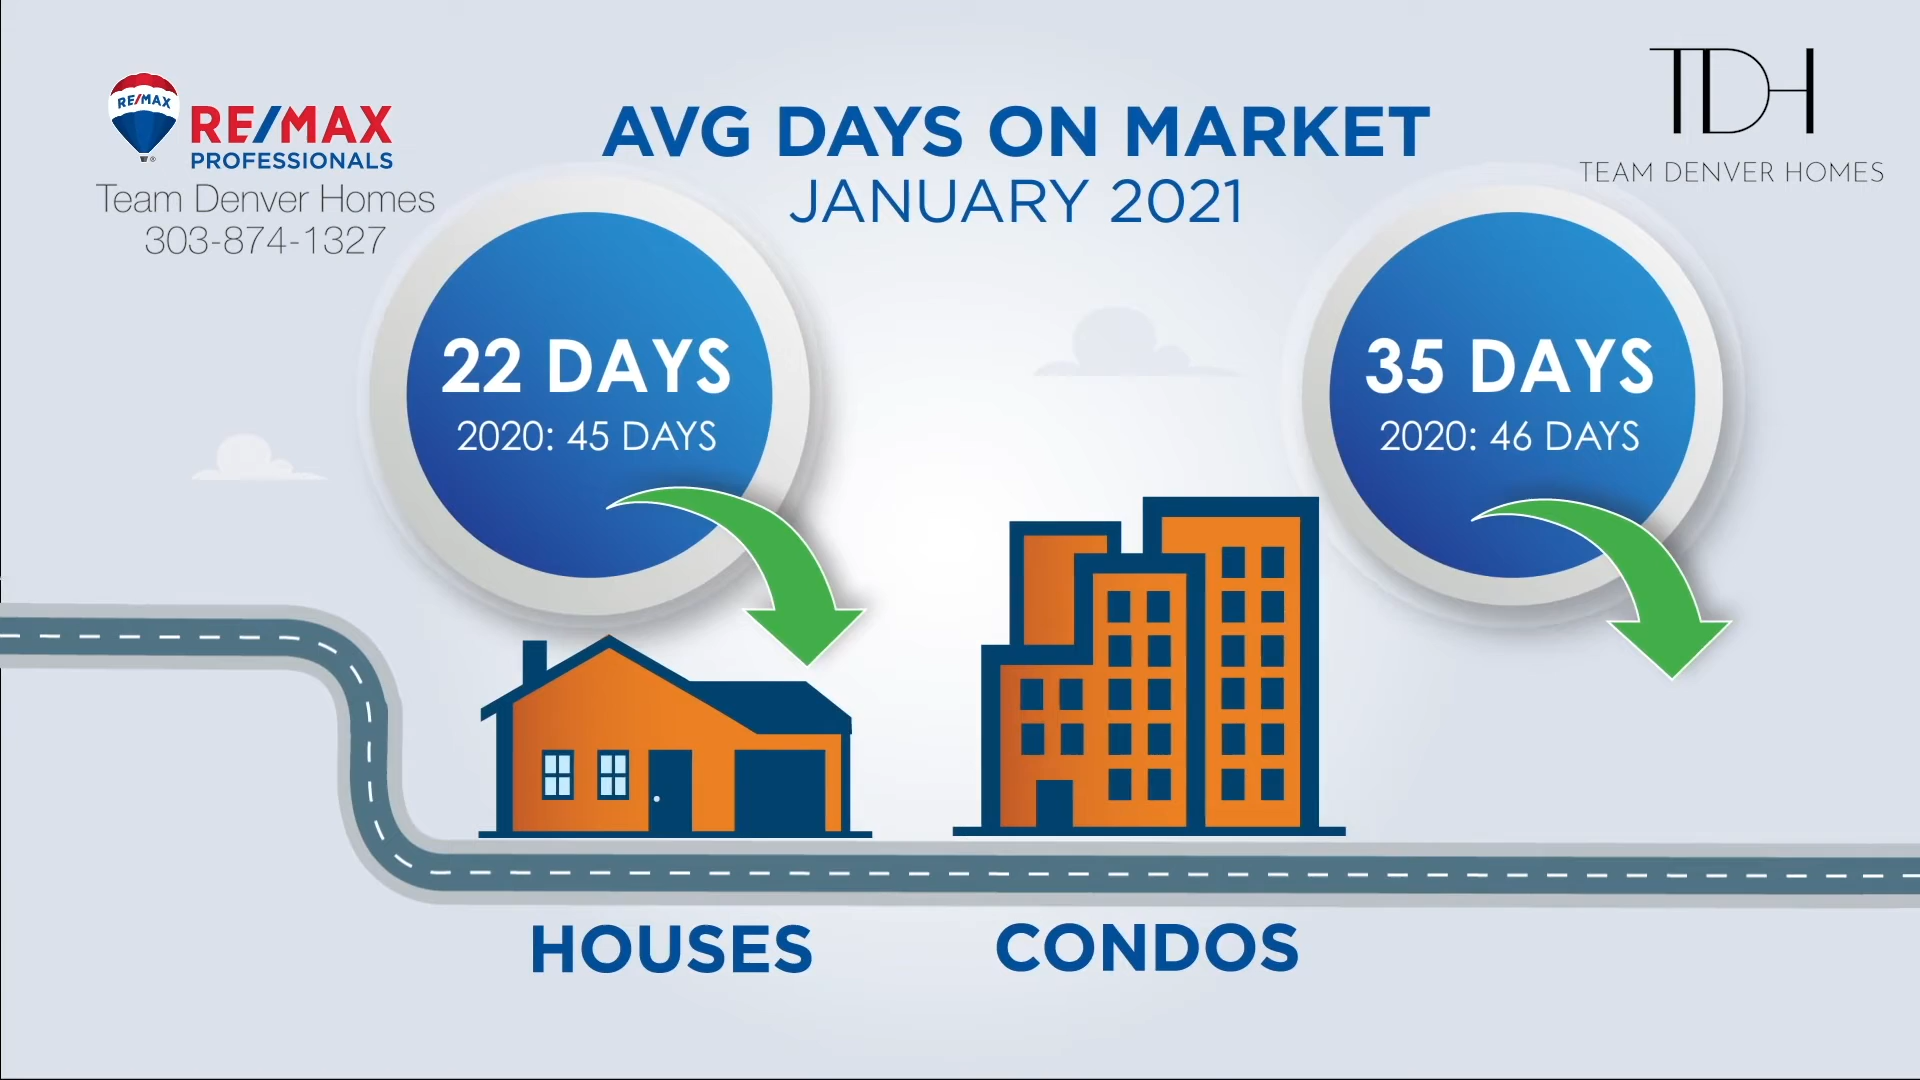 RE/MAX
RE/MAX
PROFESSIONALS
Team Denver Homes
303-874-1327
AVG DAYS ON MARKET
JANUARY 2021
TDH
TEAM DENVER HOMES
22 DAYS
2020: 45 DAYS
35 DAYS
2020: 46 DAYS
HOUSES
CONDOS